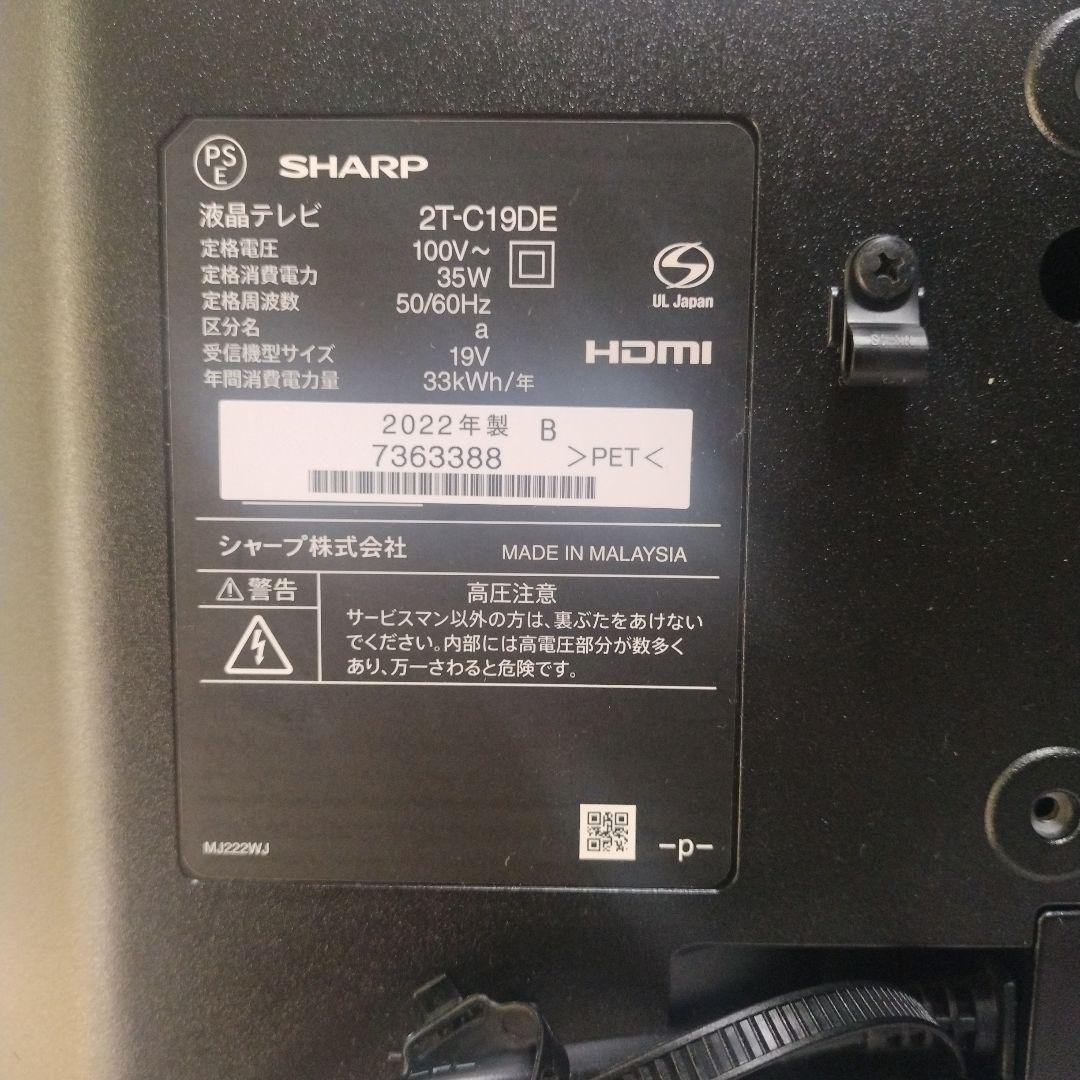 PS
E
SHARP
液晶テレビ 2T-C19DE
定格電圧 100V～
定格消費電力 35W
定格周波数 50/60Hz
区分名 a
受信機型サイズ 19V
年間消費電力量 33kWh/年
UL Japan
HDMI
2022年製 B
7363388 >PET<
シャープ株式会社 MADE IN MALAYSIA
警告
高圧注意
サービスマン以外の方は、裏ぶたをあけない
でください。内部には高電圧部分が数多く
あり、万一さわると危険です。
MJ222WJ
-p-